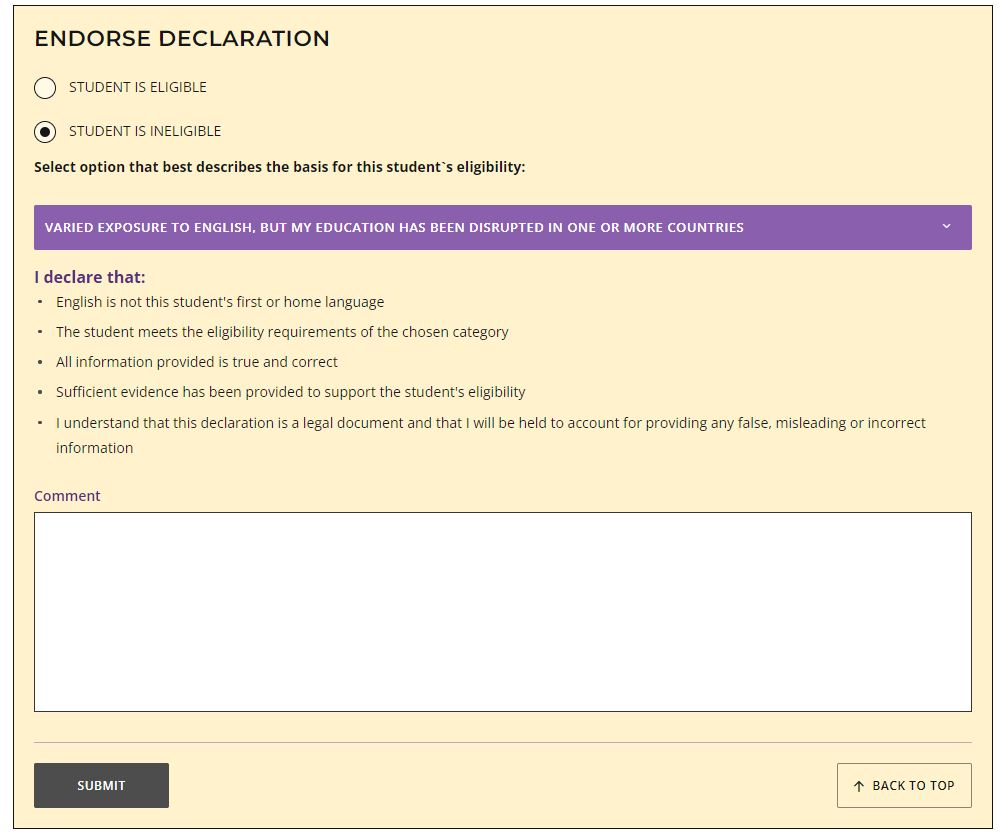 ENDORSE DECLARATION
STUDENT IS ELIGIBLE
STUDENT IS INELIGIBLE
Select option that best describes the basis for this student`s eligibility:
VARIED EXPOSURE TO ENGLISH, BUT MY EDUCATION HAS BEEN DISRUPTED IN ONE OR MORE COUNTRIES
I declare that:
• English is not this student's first or home language
• The student meets the eligibility requirements of the chosen category
• All information provided is true and correct
• Sufficient evidence has been provided to support the student's eligibility
• I understand that this declaration is a legal document and that I will be held to account for providing any false, misleading or incorrect
information
Comment
SUBMIT
↑ BACK TO TOP